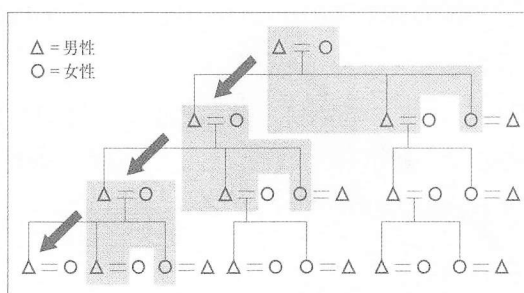 △ = 男性
○ = 女性